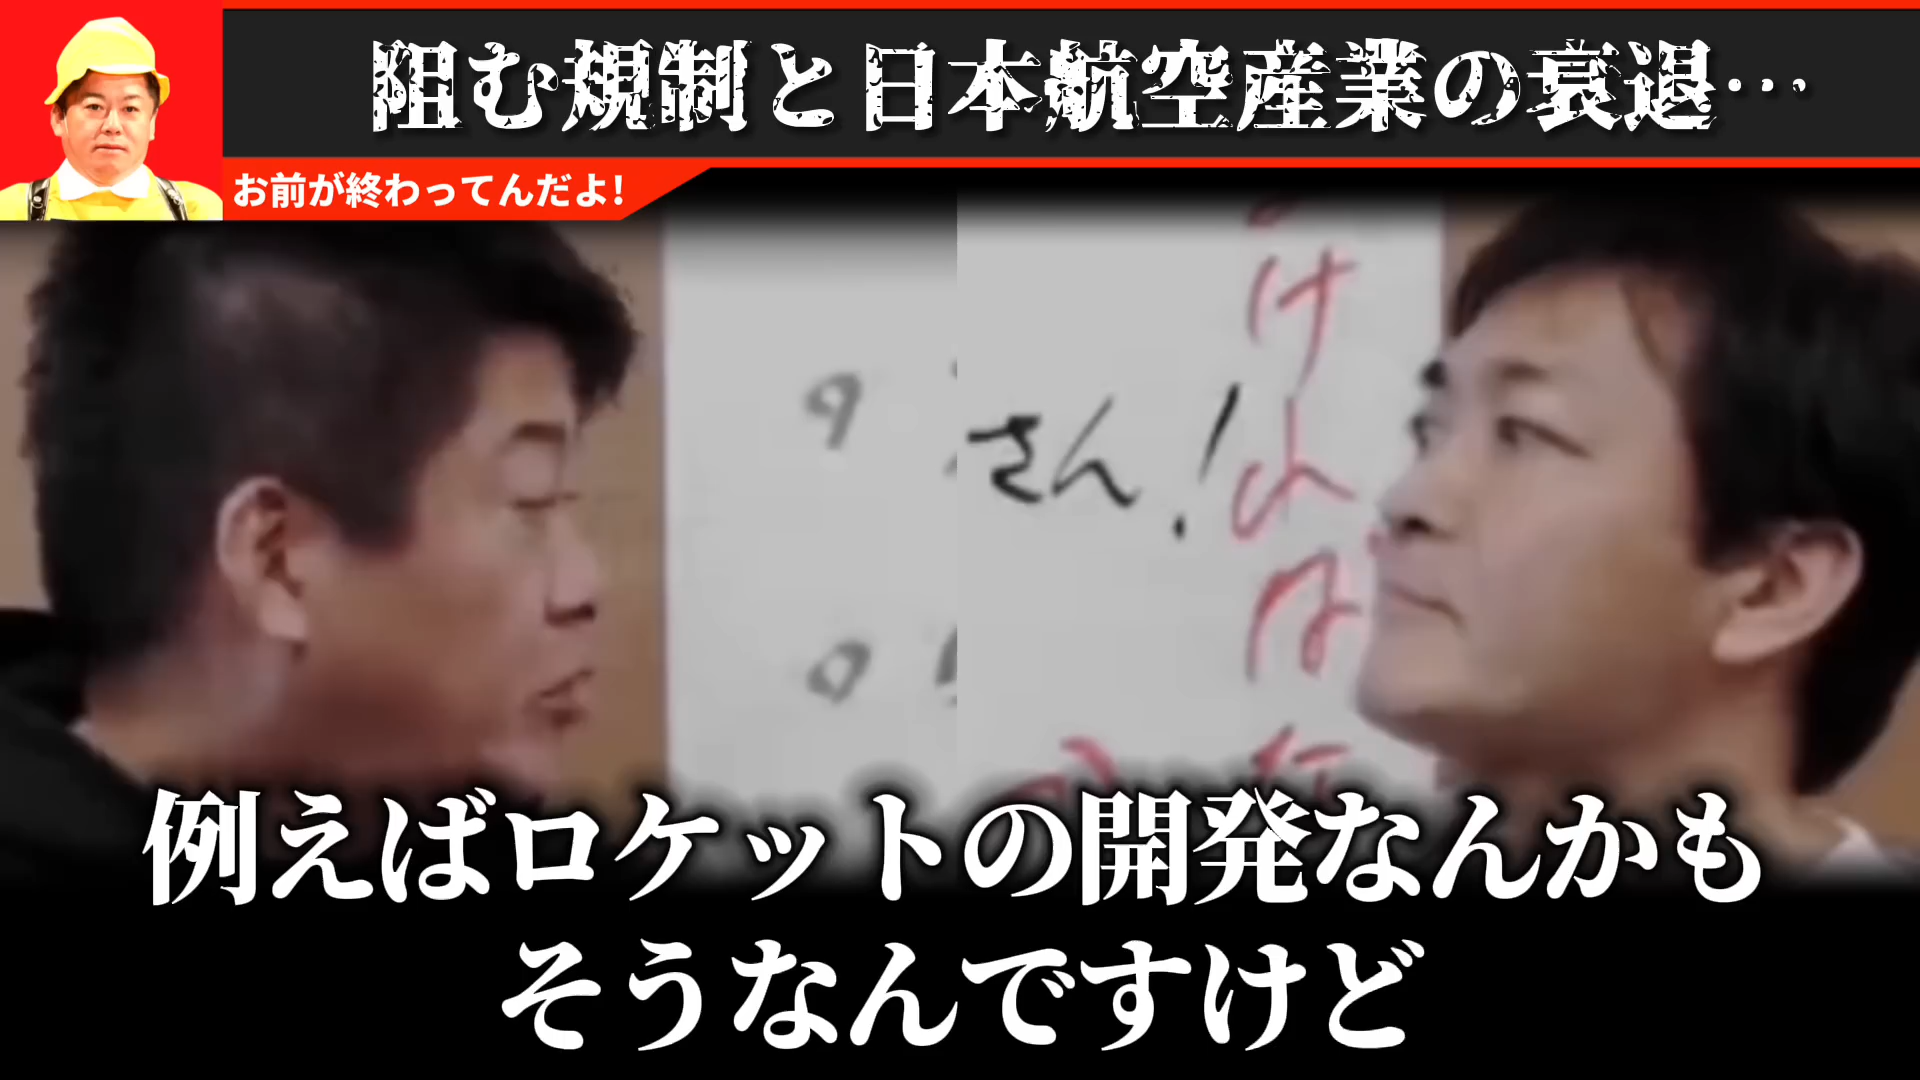 阻む規制と日本航空産業の衰退…
お前が終わってんだよ!
さん!
例えばロケットの開発なんかも
そうなんですけど